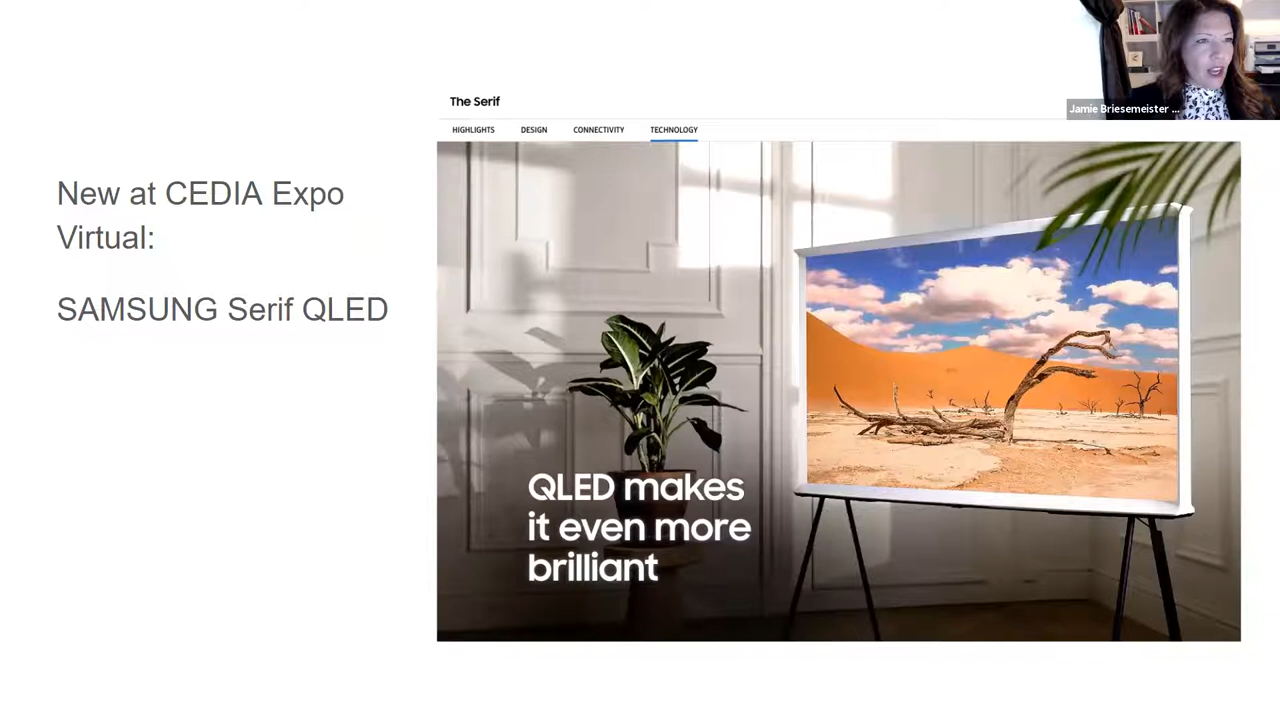 Jamie Briesemeister ...
The Serif
HIGHLIGHTS DESIGN CONNECTIVITY TECHNOLOGY
New at CEDIA Expo
Virtual:
SAMSUNG Serif QLED
QLED makes
it even more
brilliant